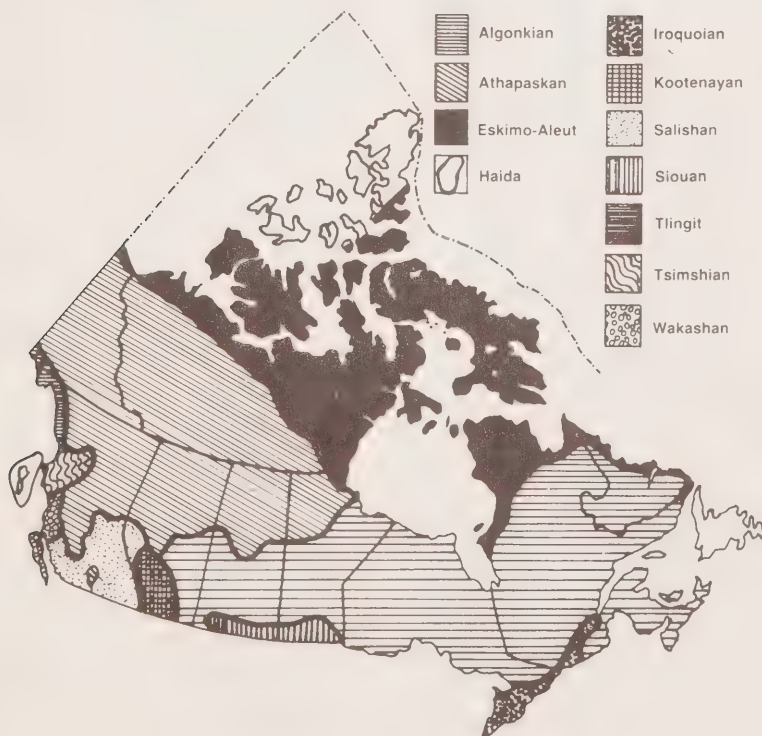 Algonkian
Athapaskan
Eskimo-Aleut
Haida
Iroquoian
Kootenayan
Salishan
Siouan
Tlingit
Tsimshian
Wakashan